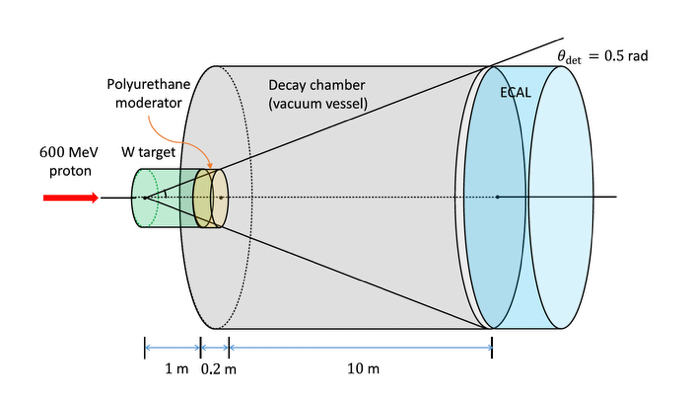 θdet = 0.5 rad
Polyurethane
moderator
Decay chamber
(vacuum vessel)
ECAL
600 MeV
proton
W target
1 m
0.2 m
10 m